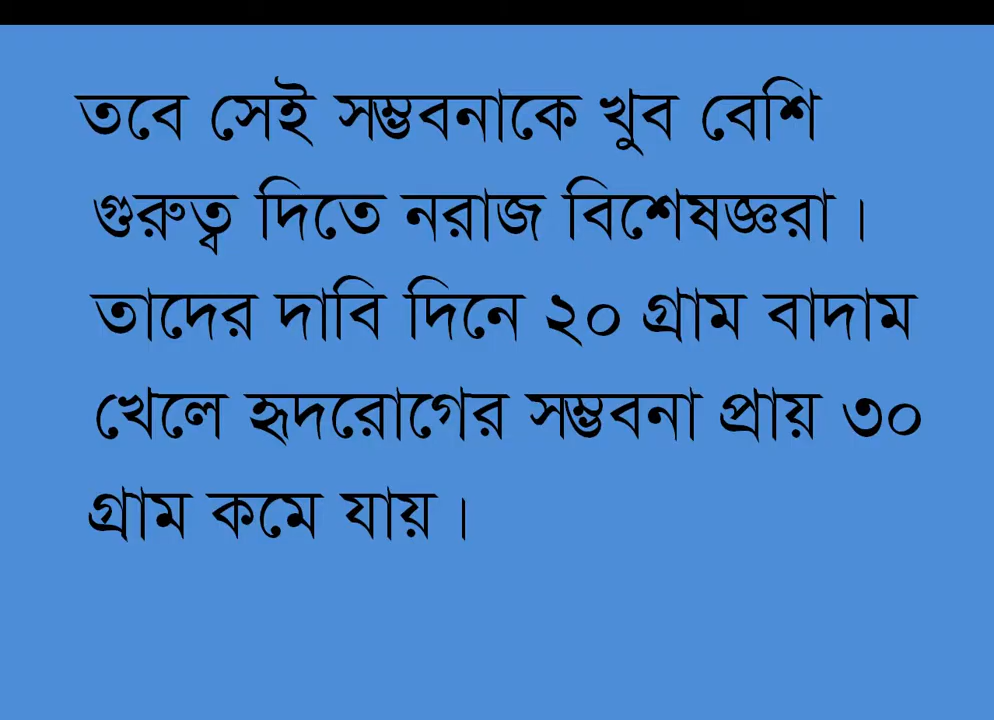 তবে সেই সম্ভবনাকে খুব বেশি
গুরুত্ব দিতে নরাজ বিশেষজ্ঞরা।
তাদের দাবি দিনে ২০ গ্রাম বাদাম
খেলে হৃদরোগের সম্ভবনা প্রায় ৩০
গ্রাম কমে যায়।